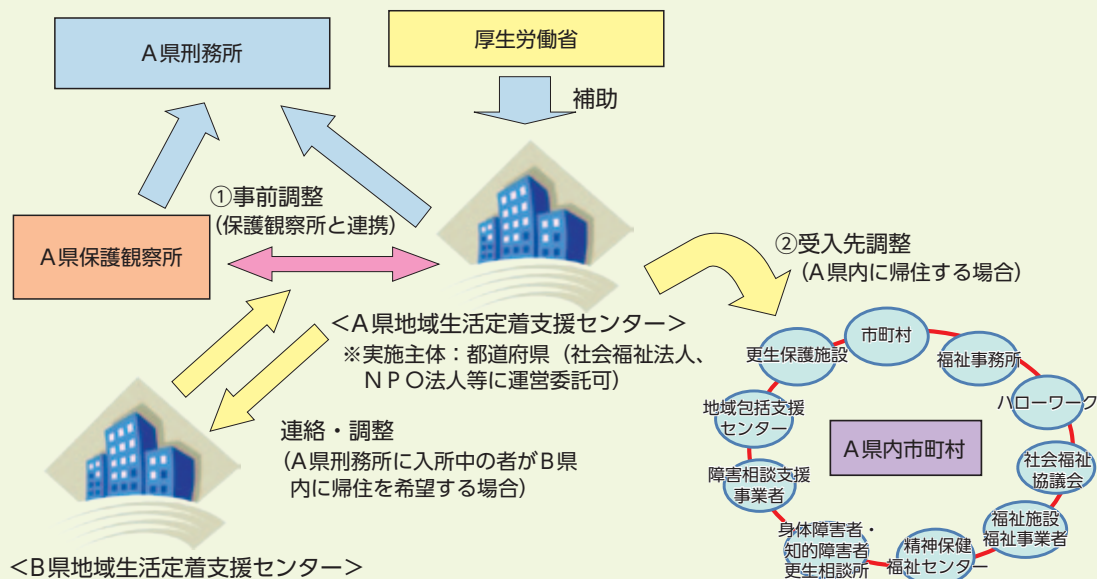 A県刑務所
厚生労働省
補助
①事前調整
(保護観察所と連携)
A県保護観察所
②受入先調整
(A県内に帰住する場合)
<A県地域生活定着支援センター>
※実施主体:都道府県(社会福祉法人、
NPO法人等に運営委託可)
連絡・調整
(A県刑務所に入所中の者がB県
内に帰住を希望する場合)
<B県地域生活定着支援センター>
市町村
更生保護施設
福祉事務所
ハローワーク
地域包括支援
センター
A県内市町村
社会福祉
協議会
障害相談支援
事業者
福祉施設
福祉事業者
身体障害者・
知的障害者
更生相談所
精神保健
福祉センター